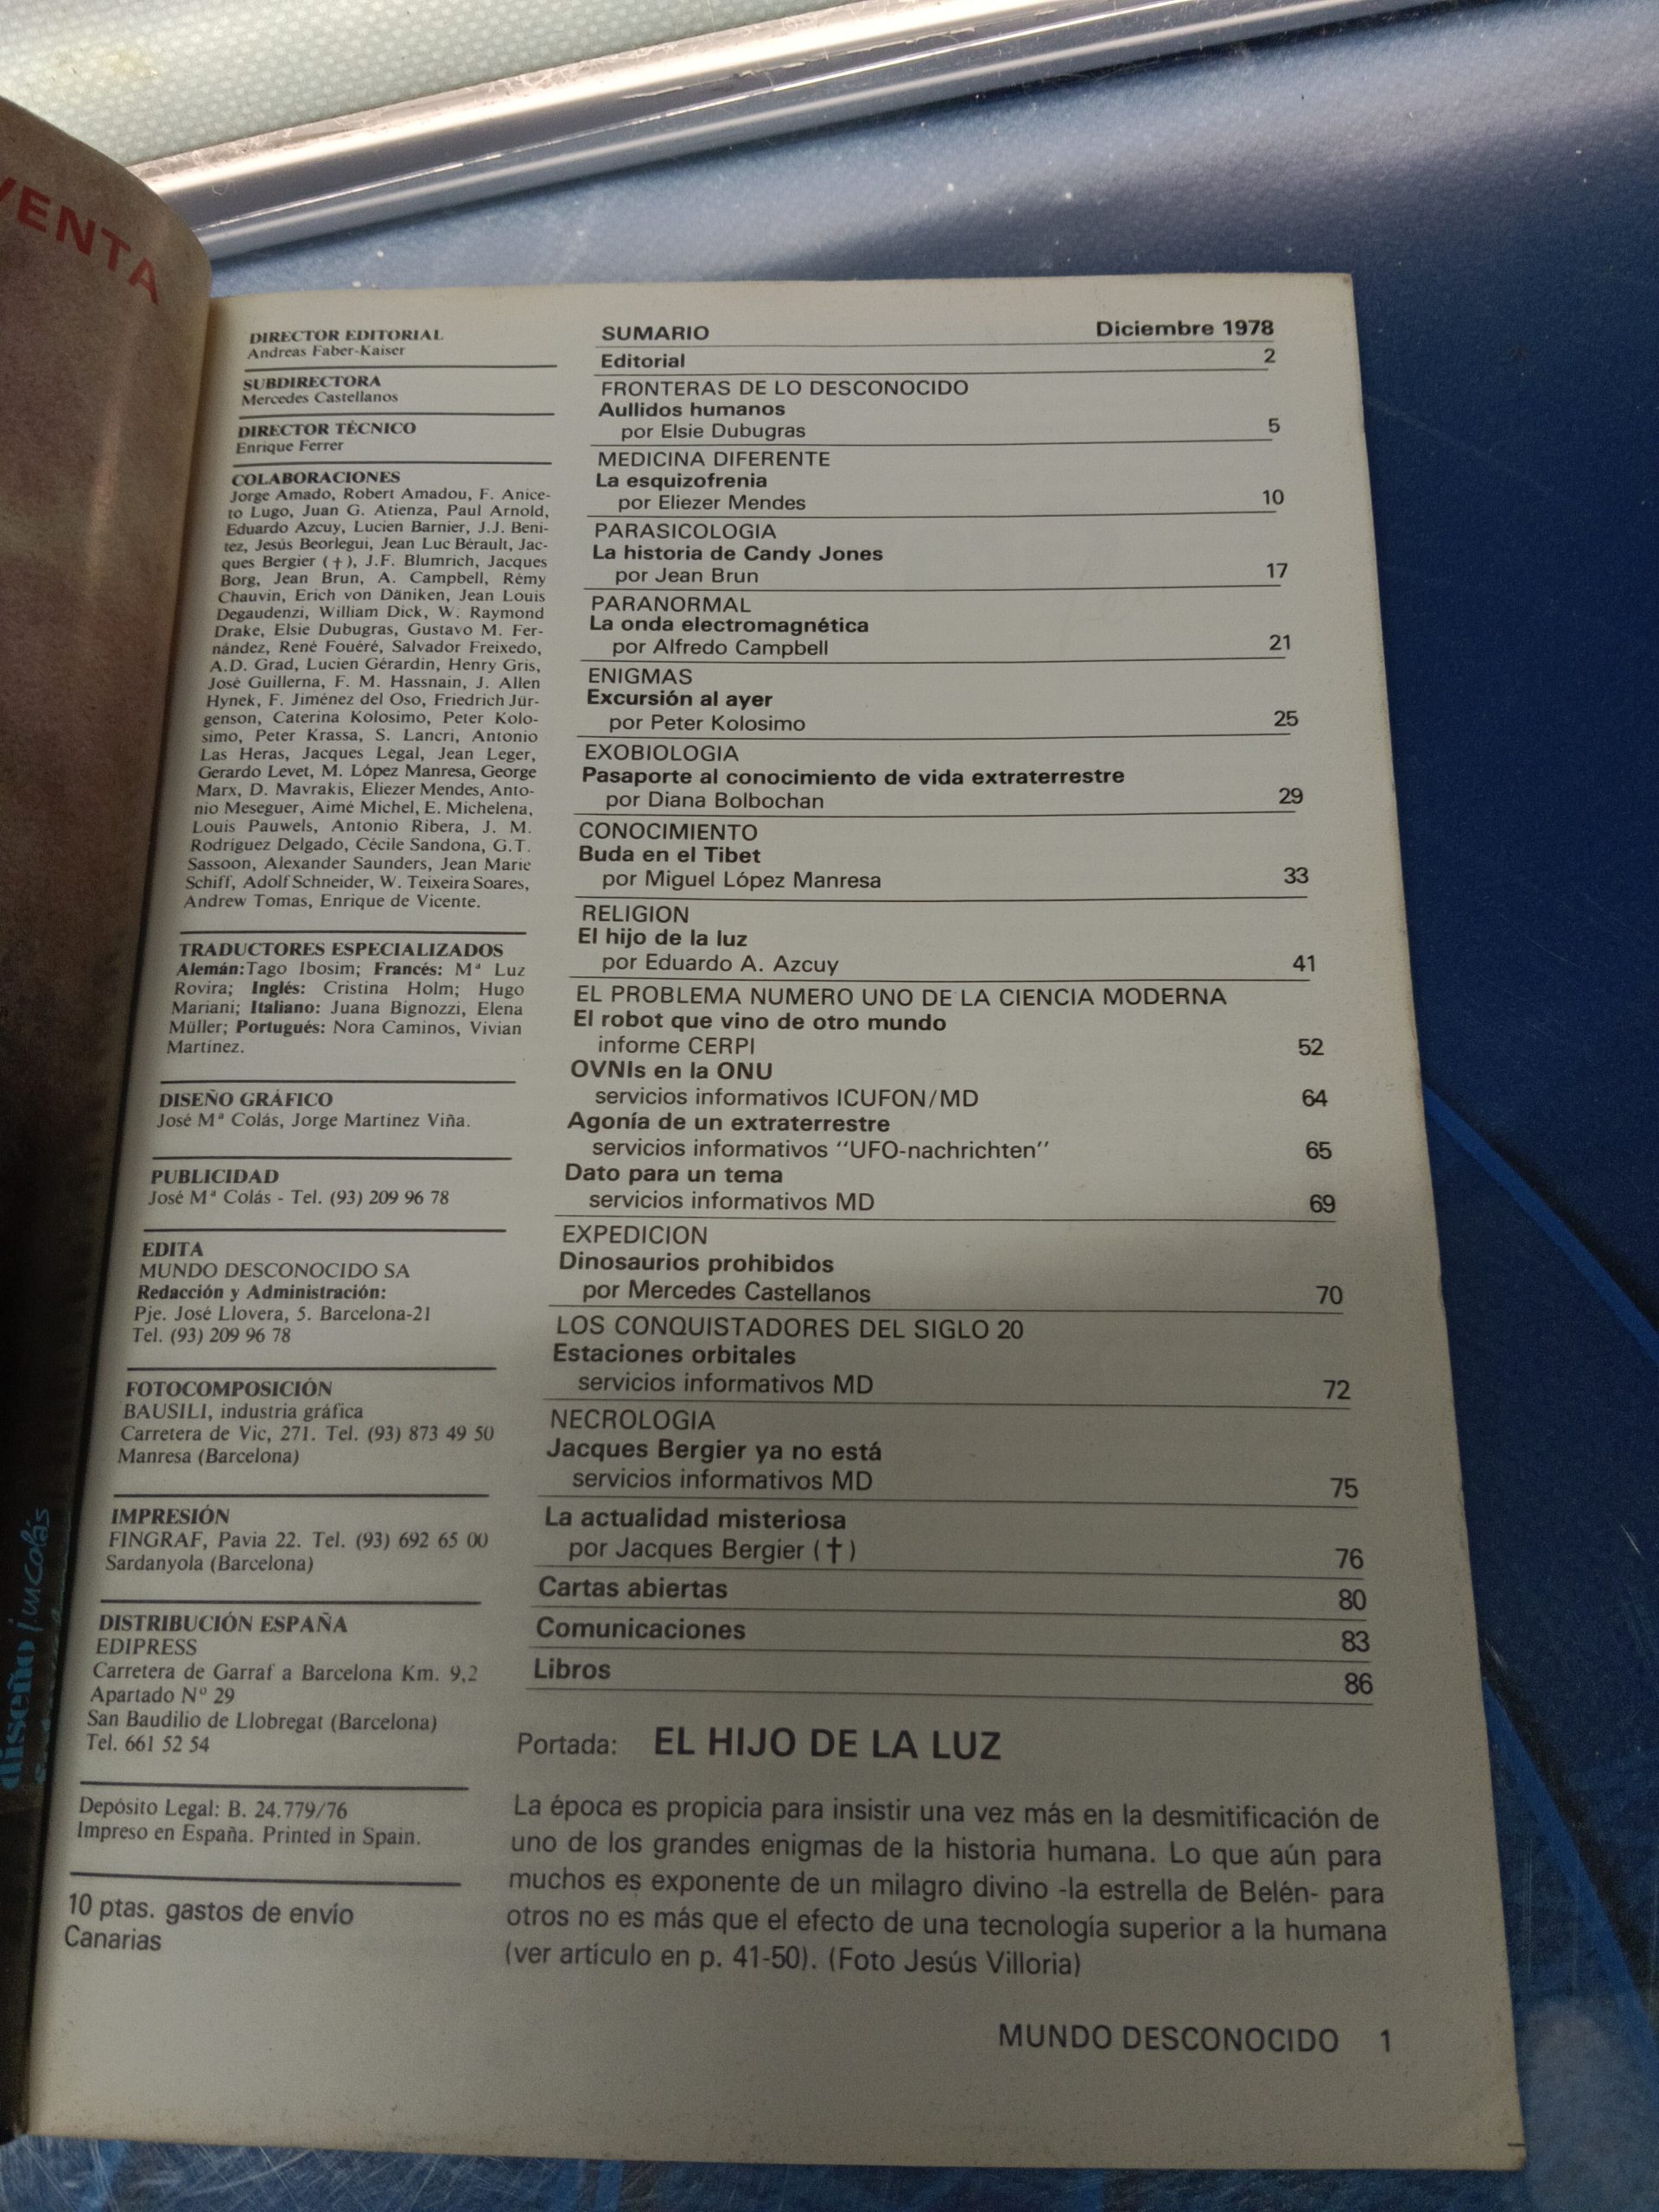 VENTA
DIRECTOR EDITORIAL
Andreas Faber-Kaiser
SUBDIRECTORA
Mercedes Castellanos
DIRECTOR TÉCNICO
Enrique Ferrer
COLABORACIONES
Jorge Amado, Robert Amadou, F. Anice-
to Lugo, Juan G. Atienza, Paul Arnold,
Eduardo Azcuy, Lucien Barnier, J.J. Beni-
tez, Jesús Beorlegui, Jean Luc Bérault, Jac-
ques Bergier (†), J.F. Blumrich, Jacques
Borg, Jean Brun, A. Campbell, Rémy
Chauvin, Erich von Däniken, Jean Louis
Degaudenzi, William Dick, W. Raymond
Drake, Elsie Dubugras, Gustavo M. Fer-
nández, René Fouéré, Salvador Freixedo,
A.D. Grad, Lucien Gérardin, Henry Gris,
José Guillerna, F. M. Hassnain, J. Allen
Hynek, F. Jiménez del Oso, Friedrich Jür-
genson, Caterina Kolosimo, Peter Kolo-
simo, Peter Krassa, S. Lancri, Antonio
Las Heras, Jacques Légal, Jean Leger,
Gerardo Levet, M. López Manresa, George
Marx, D. Mavrakis, Eliezer Mendes, Anto-
nio Meseguer, Aimé Michel, E. Michelena,
Louis Pauwels, Antonio Ribera, J. M.
Rodríguez Delgado, Cécile Sandona, G.T.
Sassoon, Alexander Saunders, Jean Marie
Schiff, Adolf Schneider, W. Teixeira Soares,
Andrew Tomas, Enrique de Vicente.
TRADUCTORES ESPECIALIZADOS
Alemán:Tago Ibosim; Francés: Mª Luz
Rovira; Inglés: Cristina Holm; Hugo
Mariani; Italiano: Juana Bignozzi, Elena
Müller; Portugués: Nora Caminos, Vivian
Martínez.
DISEÑO GRÁFICO
José Mª Colás, Jorge Martínez Viña.
PUBLICIDAD
José Mª Colás - Tel. (93) 209 96 78
EDITA
MUNDO DESCONOCIDO SA
Redacción y Administración:
Pje. José Llovera, 5. Barcelona-21
Tel. (93) 209 96 78
FOTOCOMPOSICIÓN
BAUSILI, industria gráfica
Carretera de Vic, 271. Tel. (93) 873 49 50
Manresa (Barcelona)
IMPRESIÓN
FINGRAF, Pavia 22. Tel. (93) 692 65 00
Sardanyola (Barcelona)
DISTRIBUCIÓN ESPAÑA
EDIPRESS
Carretera de Garraf a Barcelona Km. 9,2
Apartado Nº 29
San Baudilio de Llobregat (Barcelona)
Tel. 661 52 54
Depósito Legal: B. 24.779/76
Impreso en España. Printed in Spain.
10 ptas. gastos de envío
Canarias
SUMARIO Diciembre 1978
Editorial 2
FRONTERAS DE LO DESCONOCIDO
Aullidos humanos
por Elsie Dubugras 5
MEDICINA DIFERENTE
La esquizofrenia
por Eliezer Mendes 10
PARASICOLOGIA
La historia de Candy Jones
por Jean Brun 17
PARANORMAL
La onda electromagnética
por Alfredo Campbell 21
ENIGMAS
Excursión al ayer
por Peter Kolosimo 25
EXOBIOLOGIA
Pasaporte al conocimiento de vida extraterrestre
por Diana Bolbochan 29
CONOCIMIENTO
Buda en el Tibet
por Miguel López Manresa 33
RELIGION
El hijo de la luz
por Eduardo A. Azcuy 41
EL PROBLEMA NUMERO UNO DE LA CIENCIA MODERNA
El robot que vino de otro mundo
informe CERPI 52
OVNIs en la ONU
servicios informativos ICUFON/MD 64
Agonía de un extraterrestre
servicios informativos “UFO-nachrichten” 65
Dato para un tema
servicios informativos MD 69
EXPEDICION
Dinosaurios prohibidos
por Mercedes Castellanos 70
LOS CONQUISTADORES DEL SIGLO 20
Estaciones orbitales
servicios informativos MD 72
NECROLOGIA
Jacques Bergier ya no está
servicios informativos MD 75
La actualidad misteriosa
por Jacques Bergier (†) 76
Cartas abiertas 80
Comunicaciones 83
Libros 86
Portada: EL HIJO DE LA LUZ
La época es propicia para insistir una vez más en la desmitificación de
uno de los grandes enigmas de la historia humana. Lo que aún para
muchos es exponente de un milagro divino -la estrella de Belén- para
otros no es más que el efecto de una tecnología superior a la humana
(ver artículo en p. 41-50). (Foto Jesús Villoria)
MUNDO DESCONOCIDO 1
diseño j.mcolás